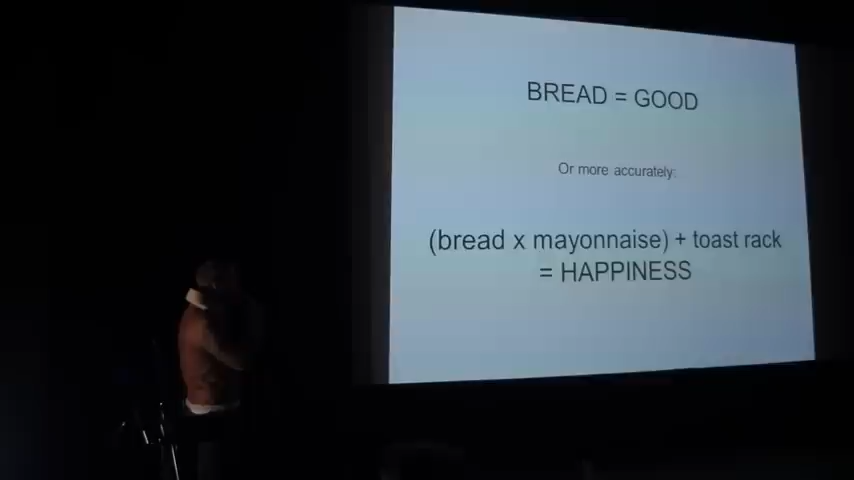 BREAD = GOOD
Or more accurately:
(bread x mayonnaise) + toast rack
= HAPPINESS